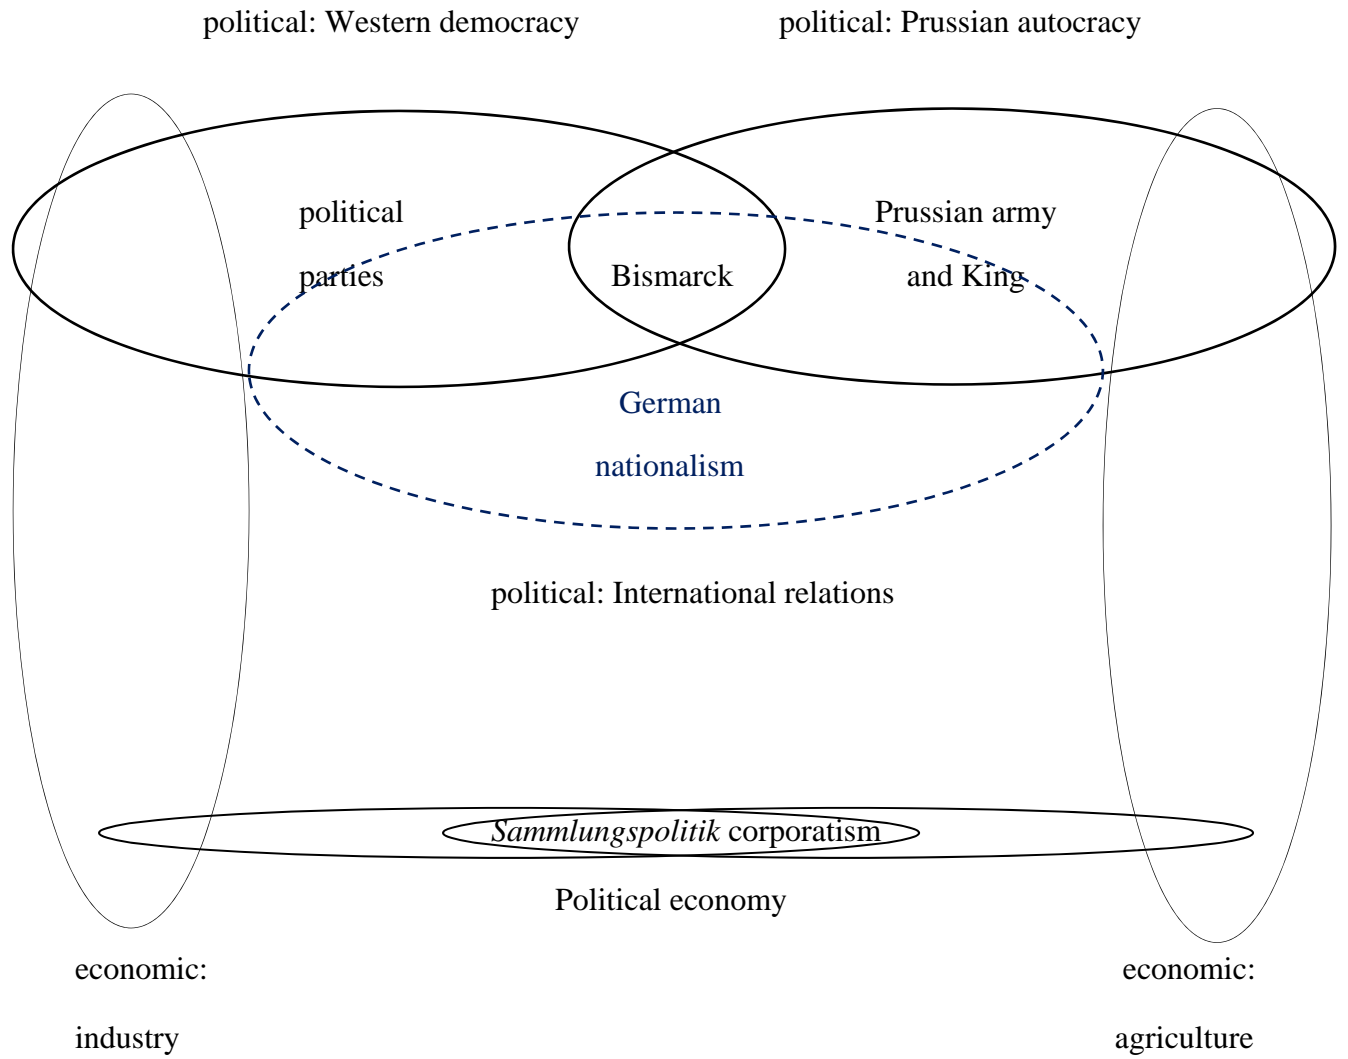 political: Western democracy
political: Prussian autocracy
political
parties
Bismarck
Prussian army
and King
German
nationalism
political: International relations
Sammlungspolitik corporatism
Political economy
economic:
industry
economic:
agriculture